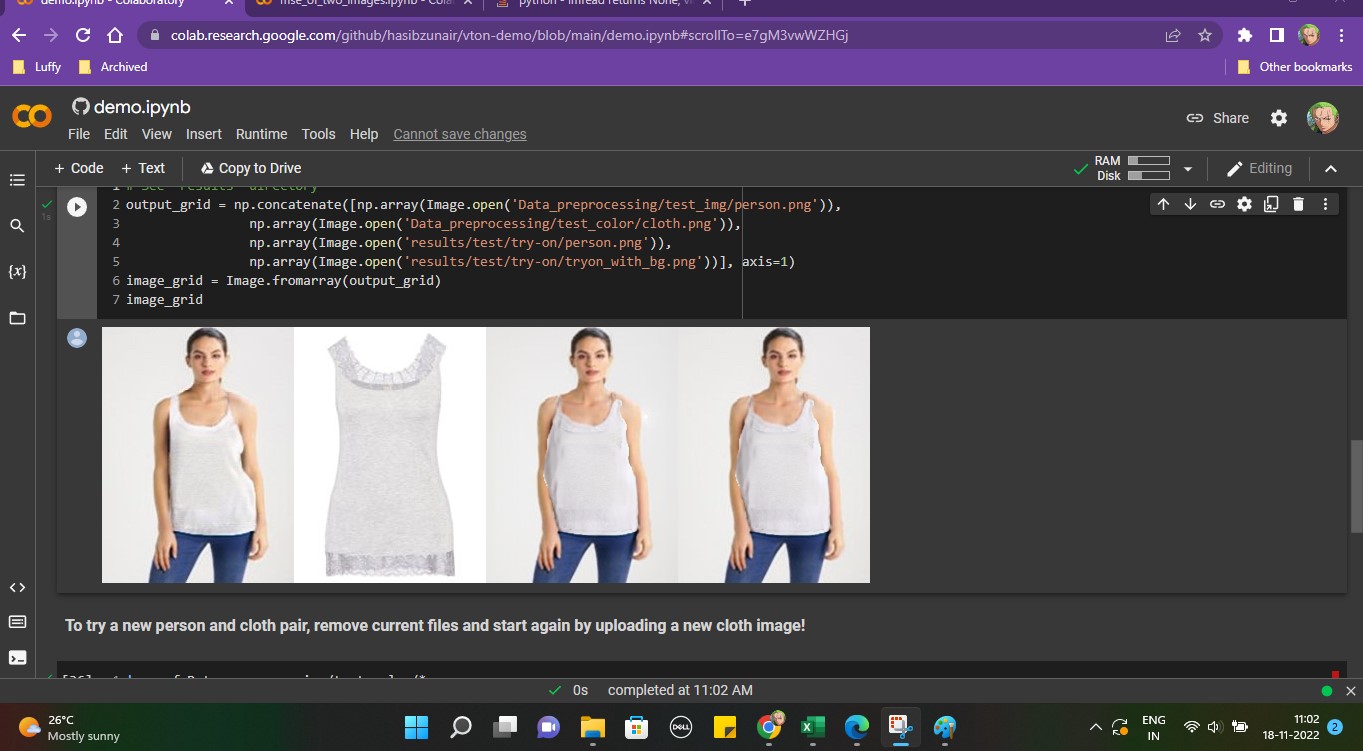 demo.ipynb - Colaboratory
mse_of_two_images.ipynb - Cola
python - imread returns None, vi
colab.research.google.com/github/hasibzunair/vton-demo/blob/main/demo.ipynb#scrollTo=e7gM3vwWZHGj
Luffy Archived Other bookmarks
demo.ipynb
File Edit View Insert Runtime Tools Help Cannot save changes
Share
+ Code + Text Copy to Drive
RAM
Disk
Editing
1 # See 'results' directory
2 output_grid = np.concatenate([np.array(Image.open('Data_preprocessing/test_img/person.png')),
1s
3 np.array(Image.open('Data_preprocessing/test_color/cloth.png')),
4 np.array(Image.open('results/test/try-on/person.png')),
5 np.array(Image.open('results/test/try-on/tryon_with_bg.png'))], axis=1)
{x}
6 image_grid = Image.fromarray(output_grid)
7 image_grid
To try a new person and cloth pair, remove current files and start again by uploading a new cloth image!
0s completed at 11:02 AM
26°C
Mostly sunny
DELL
ENG
IN
11:02
18-11-2022
2